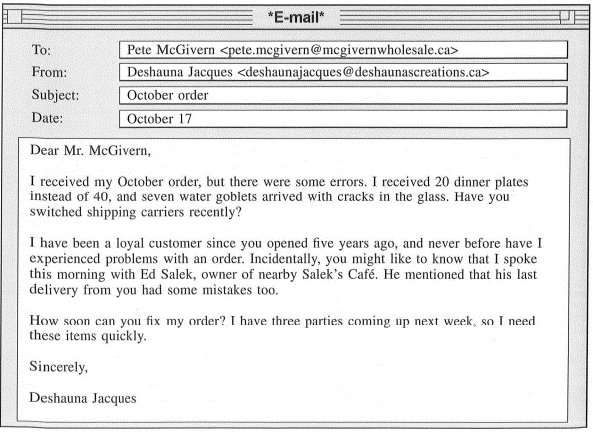 *E-mail*
To: Pete McGivern <pete.mcgivern@mcgivernwholesale.ca>
From: Deshauna Jacques <deshaunajacques@deshaunascreations.ca>
Subject: October order
Date: October 17
Dear Mr. McGivern,
I received my October order, but there were some errors. I received 20 dinner plates
instead of 40, and seven water goblets arrived with cracks in the glass. Have you
switched shipping carriers recently?
I have been a loyal customer since you opened five years ago, and never before have I
experienced problems with an order. Incidentally, you might like to know that I spoke
this morning with Ed Salek, owner of nearby Salek's Café. He mentioned that his last
delivery from you had some mistakes too.
How soon can you fix my order? I have three parties coming up next week, so I need
these items quickly.
Sincerely,
Deshauna Jacques